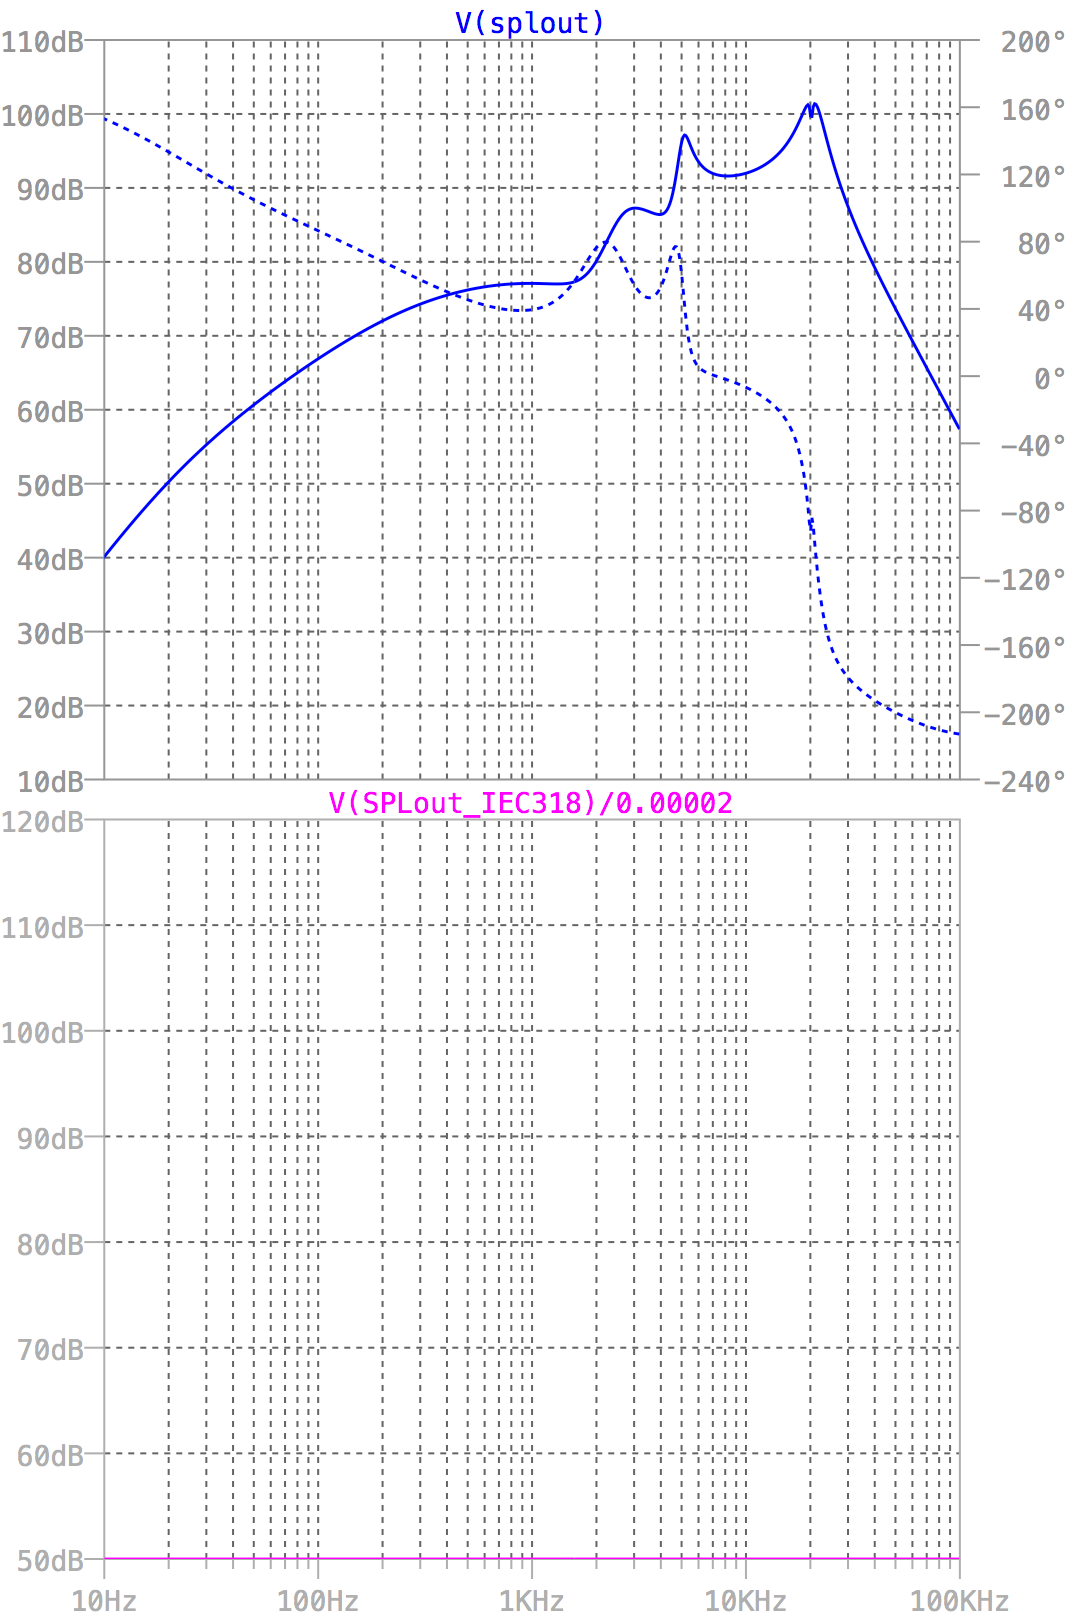 V(splout)
110dB 200°
100dB 160°
90dB 120°
80dB 80°
70dB 40°
60dB 0°
50dB -40°
40dB -80°
30dB -120°
20dB -160°
10dB -200°
-240°
V(SPLout_IEC318)/0.00002
120dB
110dB
100dB
90dB
80dB
70dB
60dB
50dB
10Hz 100Hz 1KHz 10KHz 100KHz